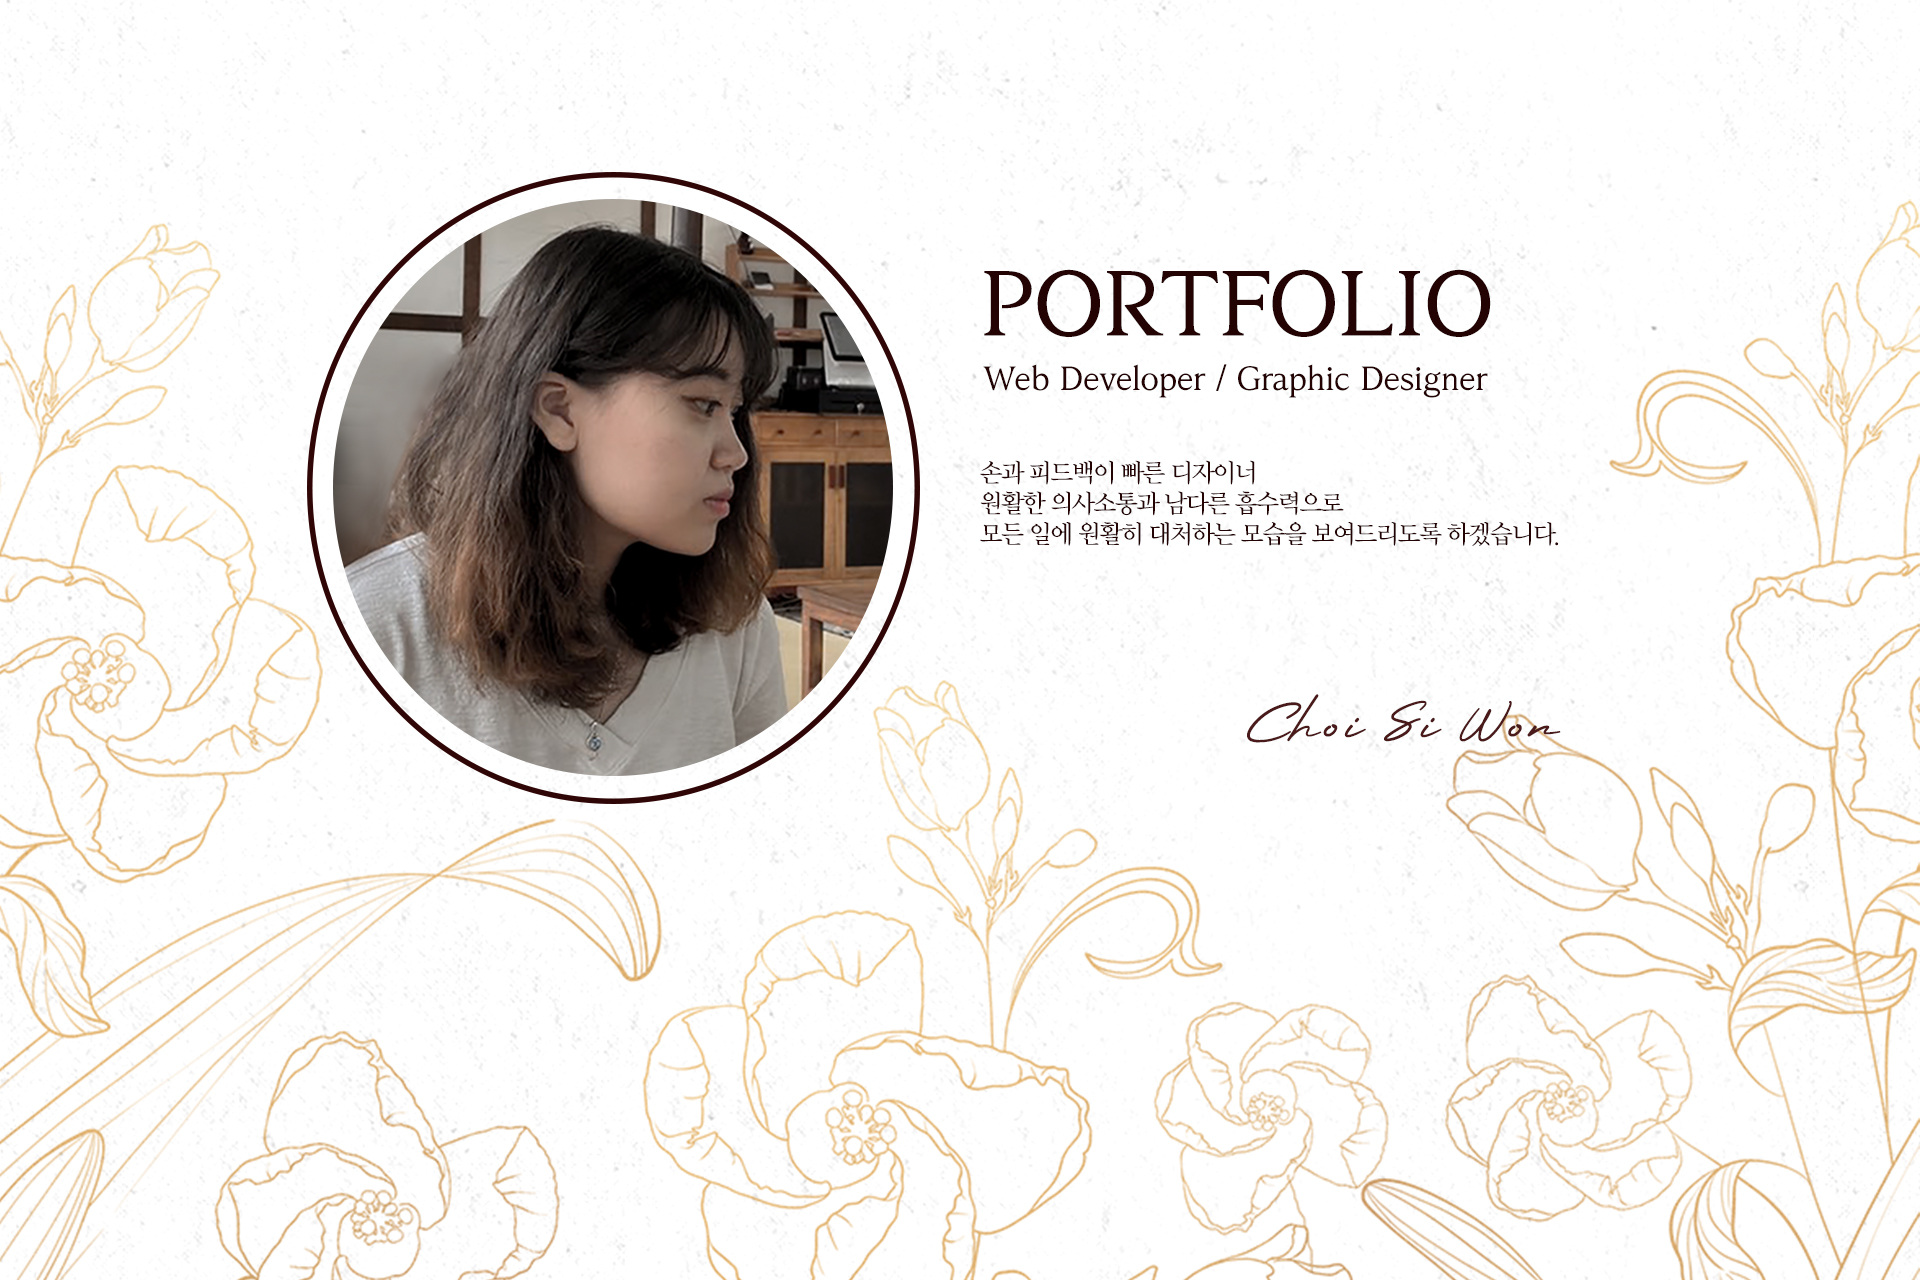 PORTFOLIO
Web Developer / Graphic Designer
손과 피드백이 빠른 디자이너
원활한 의사소통과 남다른 흡수력으로
모든 일에 원활히 대처하는 모습을 보여드리도록 하겠습니다.
Choi Si Won